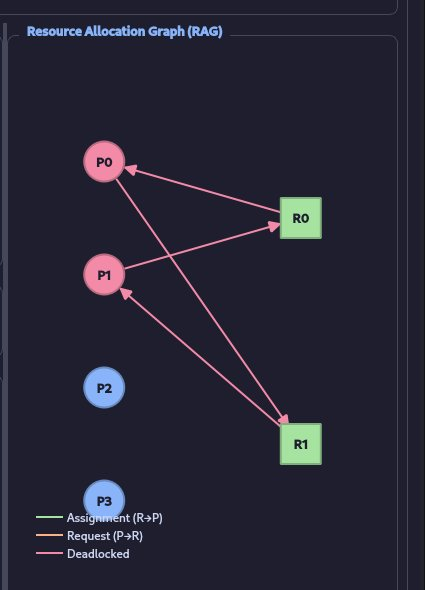 Resource Allocation Graph (RAG)
P0
R0
P1
P2
R1
P3
Assignment (R→P)
Request (P→R)
Deadlocked